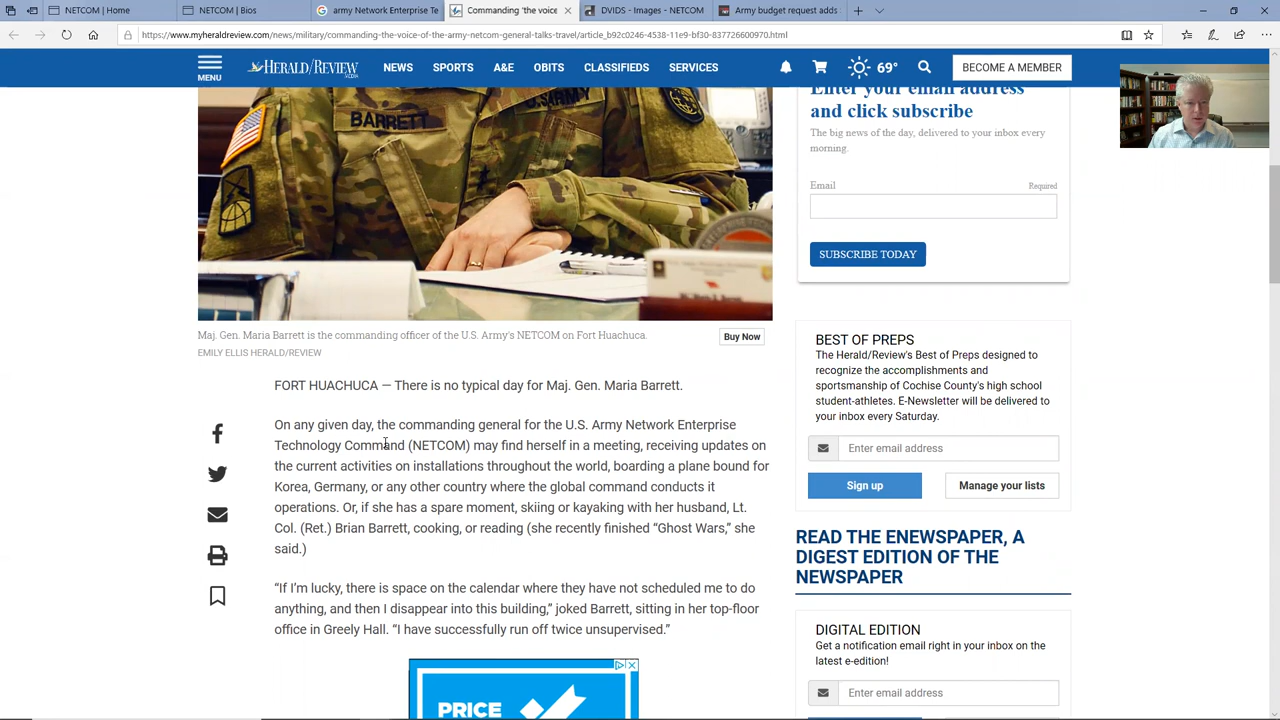 NETCOM | Home
NETCOM | Bios
army Network Enterprise Te
Commanding 'the voice
DVIDS - Images - NETCOM
Army budget request adds
https://www.myheraldreview.com/news/military/commanding-the-voice-of-the-army-netcom-general-talks-travel/article_b92c0246-4538-11e9-bf30-837726600970.html
MENU
HERALD/REVIEW
.COM
NEWS
SPORTS
A&E
OBITS
CLASSIFIEDS
SERVICES
69°
BECOME A MEMBER
BARRETT
U.S. ARMY
Maj. Gen. Maria Barrett is the commanding officer of the U.S. Army's NETCOM on Fort Huachuca.
Buy Now
EMILY ELLIS HERALD/REVIEW
FORT HUACHUCA — There is no typical day for Maj. Gen. Maria Barrett.
On any given day, the commanding general for the U.S. Army Network Enterprise
Technology Command (NETCOM) may find herself in a meeting, receiving updates on
the current activities on installations throughout the world, boarding a plane bound for
Korea, Germany, or any other country where the global command conducts it
operations. Or, if she has a spare moment, skiing or kayaking with her husband, Lt.
Col. (Ret.) Brian Barrett, cooking, or reading (she recently finished “Ghost Wars,” she
said.)
“If I’m lucky, there is space on the calendar where they have not scheduled me to do
anything, and then I disappear into this building,” joked Barrett, sitting in her top-floor
office in Greely Hall. “I have successfully run off twice unsupervised.”
PRICE
Enter your email address
and click subscribe
The big news of the day, delivered to your inbox every
morning.
Email
Required
SUBSCRIBE TODAY
BEST OF PREPS
The Herald/Review's Best of Preps designed to
recognize the accomplishments and
sportsmanship of Cochise County's high school
student-athletes. E-Newsletter will be delivered to
your inbox every Saturday.
Enter email address
Sign up
Manage your lists
READ THE ENEWSPAPER, A
DIGEST EDITION OF THE
NEWSPAPER
DIGITAL EDITION
Get a notification email right in your inbox on the
latest e-edition!
Enter email address